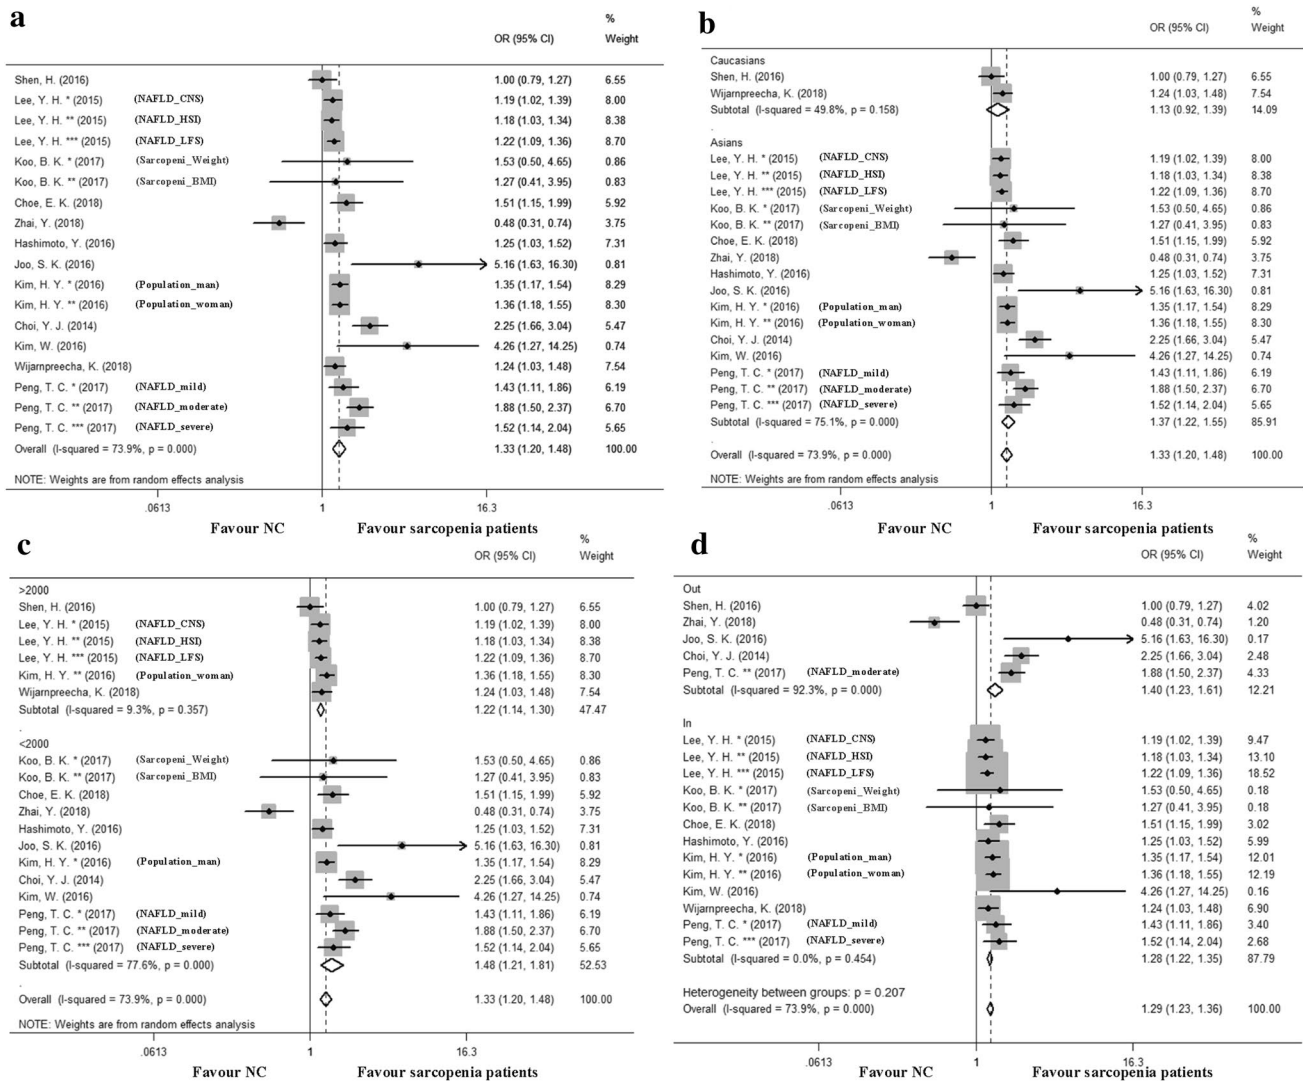 a
%
OR (95% CI) Weight
Shen, H. (2016) 1.00 (0.79, 1.27) 6.55
Lee, Y. H. * (2015) (NAFLD_CNS) 1.19 (1.02, 1.39) 8.00
Lee, Y. H. ** (2015) (NAFLD_HSI) 1.18 (1.03, 1.34) 8.38
Lee, Y. H. *** (2015) (NAFLD_LFS) 1.22 (1.09, 1.36) 8.70
Koo, B. K. * (2017) (Sarcopeni_Weight) 1.53 (0.50, 4.65) 0.86
Koo, B. K. ** (2017) (Sarcopeni_BMI) 1.27 (0.41, 3.95) 0.83
Choe, E. K. (2018) 1.51 (1.15, 1.99) 5.92
Zhai, Y. (2018) 0.48 (0.31, 0.74) 3.75
Hashimoto, Y. (2016) 1.25 (1.03, 1.52) 7.31
Joo, S. K. (2016) 5.16 (1.63, 16.30) 0.81
Kim, H. Y. * (2016) (Population_man) 1.35 (1.17, 1.54) 8.29
Kim, H. Y. ** (2016) (Population_woman) 1.36 (1.18, 1.55) 8.30
Choi, Y. J. (2014) 2.25 (1.66, 3.04) 5.47
Kim, W. (2016) 4.26 (1.27, 14.25) 0.74
Wijarnpreecha, K. (2018) 1.24 (1.03, 1.48) 7.54
Peng, T. C. * (2017) (NAFLD_mild) 1.43 (1.11, 1.86) 6.19
Peng, T. C. ** (2017) (NAFLD_moderate) 1.88 (1.50, 2.37) 6.70
Peng, T. C. *** (2017) (NAFLD_severe) 1.52 (1.14, 2.04) 5.65
Overall (I-squared = 73.9%, p = 0.000) 1.33 (1.20, 1.48) 100.00
NOTE: Weights are from random effects analysis
.0613 1 16.3
Favour NC Favour sarcopenia patients
b
%
OR (95% CI) Weight
Caucasians
Shen, H. (2016) 1.00 (0.79, 1.27) 6.55
Wijarnpreecha, K. (2018) 1.24 (1.03, 1.48) 7.54
Subtotal (I-squared = 49.8%, p = 0.158) 1.13 (0.92, 1.39) 14.09
.
Asians
Lee, Y. H. * (2015) (NAFLD_CNS) 1.19 (1.02, 1.39) 8.00
Lee, Y. H. ** (2015) (NAFLD_HSI) 1.18 (1.03, 1.34) 8.38
Lee, Y. H. *** (2015) (NAFLD_LFS) 1.22 (1.09, 1.36) 8.70
Koo, B. K. * (2017) (Sarcopeni_Weight) 1.53 (0.50, 4.65) 0.86
Koo, B. K. ** (2017) (Sarcopeni_BMI) 1.27 (0.41, 3.95) 0.83
Choe, E. K. (2018) 1.51 (1.15, 1.99) 5.92
Zhai, Y. (2018) 0.48 (0.31, 0.74) 3.75
Hashimoto, Y. (2016) 1.25 (1.03, 1.52) 7.31
Joo, S. K. (2016) 5.16 (1.63, 16.30) 0.81
Kim, H. Y. * (2016) (Population_man) 1.35 (1.17, 1.54) 8.29
Kim, H. Y. ** (2016) (Population_woman) 1.36 (1.18, 1.55) 8.30
Choi, Y. J. (2014) 2.25 (1.66, 3.04) 5.47
Kim, W. (2016) 4.26 (1.27, 14.25) 0.74
Peng, T. C. * (2017) (NAFLD_mild) 1.43 (1.11, 1.86) 6.19
Peng, T. C. ** (2017) (NAFLD_moderate) 1.88 (1.50, 2.37) 6.70
Peng, T. C. *** (2017) (NAFLD_severe) 1.52 (1.14, 2.04) 5.65
Subtotal (I-squared = 75.1%, p = 0.000) 1.37 (1.22, 1.55) 85.91
.
Overall (I-squared = 73.9%, p = 0.000) 1.33 (1.20, 1.48) 100.00
NOTE: Weights are from random effects analysis
.0613 1 16.3
Favour NC Favour sarcopenia patients
c
%
OR (95% CI) Weight
>2000
Shen, H. (2016) 1.00 (0.79, 1.27) 6.55
Lee, Y. H. * (2015) (NAFLD_CNS) 1.19 (1.02, 1.39) 8.00
Lee, Y. H. ** (2015) (NAFLD_HSI) 1.18 (1.03, 1.34) 8.38
Lee, Y. H. *** (2015) (NAFLD_LFS) 1.22 (1.09, 1.36) 8.70
Kim, H. Y. ** (2016) (Population_woman) 1.36 (1.18, 1.55) 8.30
Wijarnpreecha, K. (2018) 1.24 (1.03, 1.48) 7.54
Subtotal (I-squared = 9.3%, p = 0.357) 1.22 (1.14, 1.30) 47.47
.
<2000
Koo, B. K. * (2017) (Sarcopeni_Weight) 1.53 (0.50, 4.65) 0.86
Koo, B. K. ** (2017) (Sarcopeni_BMI) 1.27 (0.41, 3.95) 0.83
Choe, E. K. (2018) 1.51 (1.15, 1.99) 5.92
Zhai, Y. (2018) 0.48 (0.31, 0.74) 3.75
Hashimoto, Y. (2016) 1.25 (1.03, 1.52) 7.31
Joo, S. K. (2016) 5.16 (1.63, 16.30) 0.81
Kim, H. Y. * (2016) (Population_man) 1.35 (1.17, 1.54) 8.29
Choi, Y. J. (2014) 2.25 (1.66, 3.04) 5.47
Kim, W. (2016) 4.26 (1.27, 14.25) 0.74
Peng, T. C. * (2017) (NAFLD_mild) 1.43 (1.11, 1.86) 6.19
Peng, T. C. ** (2017) (NAFLD_moderate) 1.88 (1.50, 2.37) 6.70
Peng, T. C. *** (2017) (NAFLD_severe) 1.52 (1.14, 2.04) 5.65
Subtotal (I-squared = 77.6%, p = 0.000) 1.48 (1.21, 1.81) 52.53
.
Overall (I-squared = 73.9%, p = 0.000) 1.33 (1.20, 1.48) 100.00
NOTE: Weights are from random effects analysis
.0613 1 16.3
Favour NC Favour sarcopenia patients
d
%
OR (95% CI) Weight
Out
Shen, H. (2016) 1.00 (0.79, 1.27) 4.02
Zhai, Y. (2018) 0.48 (0.31, 0.74) 1.20
Joo, S. K. (2016) 5.16 (1.63, 16.30) 0.17
Choi, Y. J. (2014) 2.25 (1.66, 3.04) 2.48
Peng, T. C. ** (2017) (NAFLD_moderate) 1.88 (1.50, 2.37) 4.33
Subtotal (I-squared = 92.3%, p = 0.000) 1.40 (1.23, 1.61) 12.21
.
In
Lee, Y. H. * (2015) (NAFLD_CNS) 1.19 (1.02, 1.39) 9.47
Lee, Y. H. ** (2015) (NAFLD_HSI) 1.18 (1.03, 1.34) 13.10
Lee, Y. H. *** (2015) (NAFLD_LFS) 1.22 (1.09, 1.36) 18.52
Koo, B. K. * (2017) (Sarcopeni_Weight) 1.53 (0.50, 4.65) 0.18
Koo, B. K. ** (2017) (Sarcopeni_BMI) 1.27 (0.41, 3.95) 0.18
Choe, E. K. (2018) 1.51 (1.15, 1.99) 3.02
Hashimoto, Y. (2016) 1.25 (1.03, 1.52) 5.99
Kim, H. Y. * (2016) (Population_man) 1.35 (1.17, 1.54) 12.01
Kim, H. Y. ** (2016) (Population_woman) 1.36 (1.18, 1.55) 12.19
Kim, W. (2016) 4.26 (1.27, 14.25) 0.16
Wijarnpreecha, K. (2018) 1.24 (1.03, 1.48) 6.90
Peng, T. C. * (2017) (NAFLD_mild) 1.43 (1.11, 1.86) 3.40
Peng, T. C. *** (2017) (NAFLD_severe) 1.52 (1.14, 2.04) 2.68
Subtotal (I-squared = 0.0%, p = 0.454) 1.28 (1.22, 1.35) 87.79
.
Heterogeneity between groups: p = 0.207
Overall (I-squared = 73.9%, p = 0.000) 1.29 (1.23, 1.36) 100.00
.0613 1 16.3
Favour NC Favour sarcopenia patients